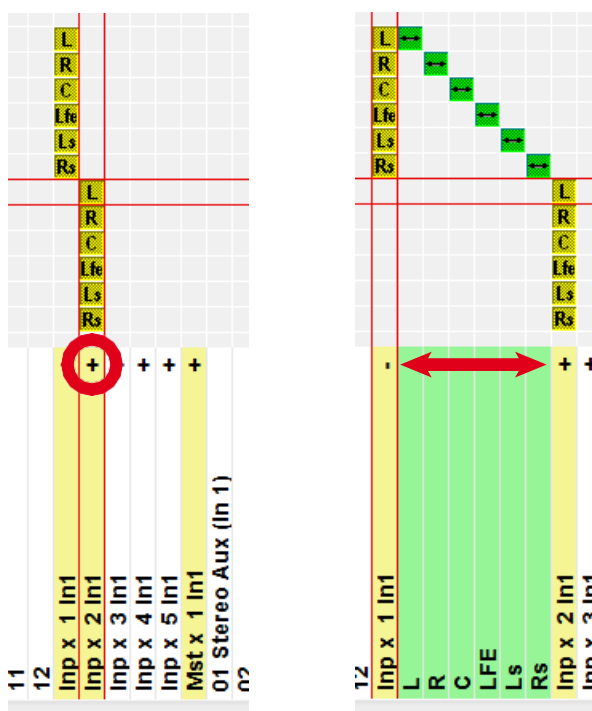 L
R
C
Lfe
Ls
Rs
L
R
C
Lfe
Ls
Rs
+
+
+
+
11
12
Inp x 1 In1
Inp x 2 In1
Inp x 3 In1
Inp x 4 In1
Inp x 5 In1
Mst x 1 In1
01 Stereo Aux (In 1)
02
L
R
C
Lfe
Ls
Rs
L
R
C
Lfe
Ls
Rs
-
+
+
12
Inp x 1 In1
L
R
C
LFE
Ls
Rs
Inp x 2 In1
Inp x 3 In1